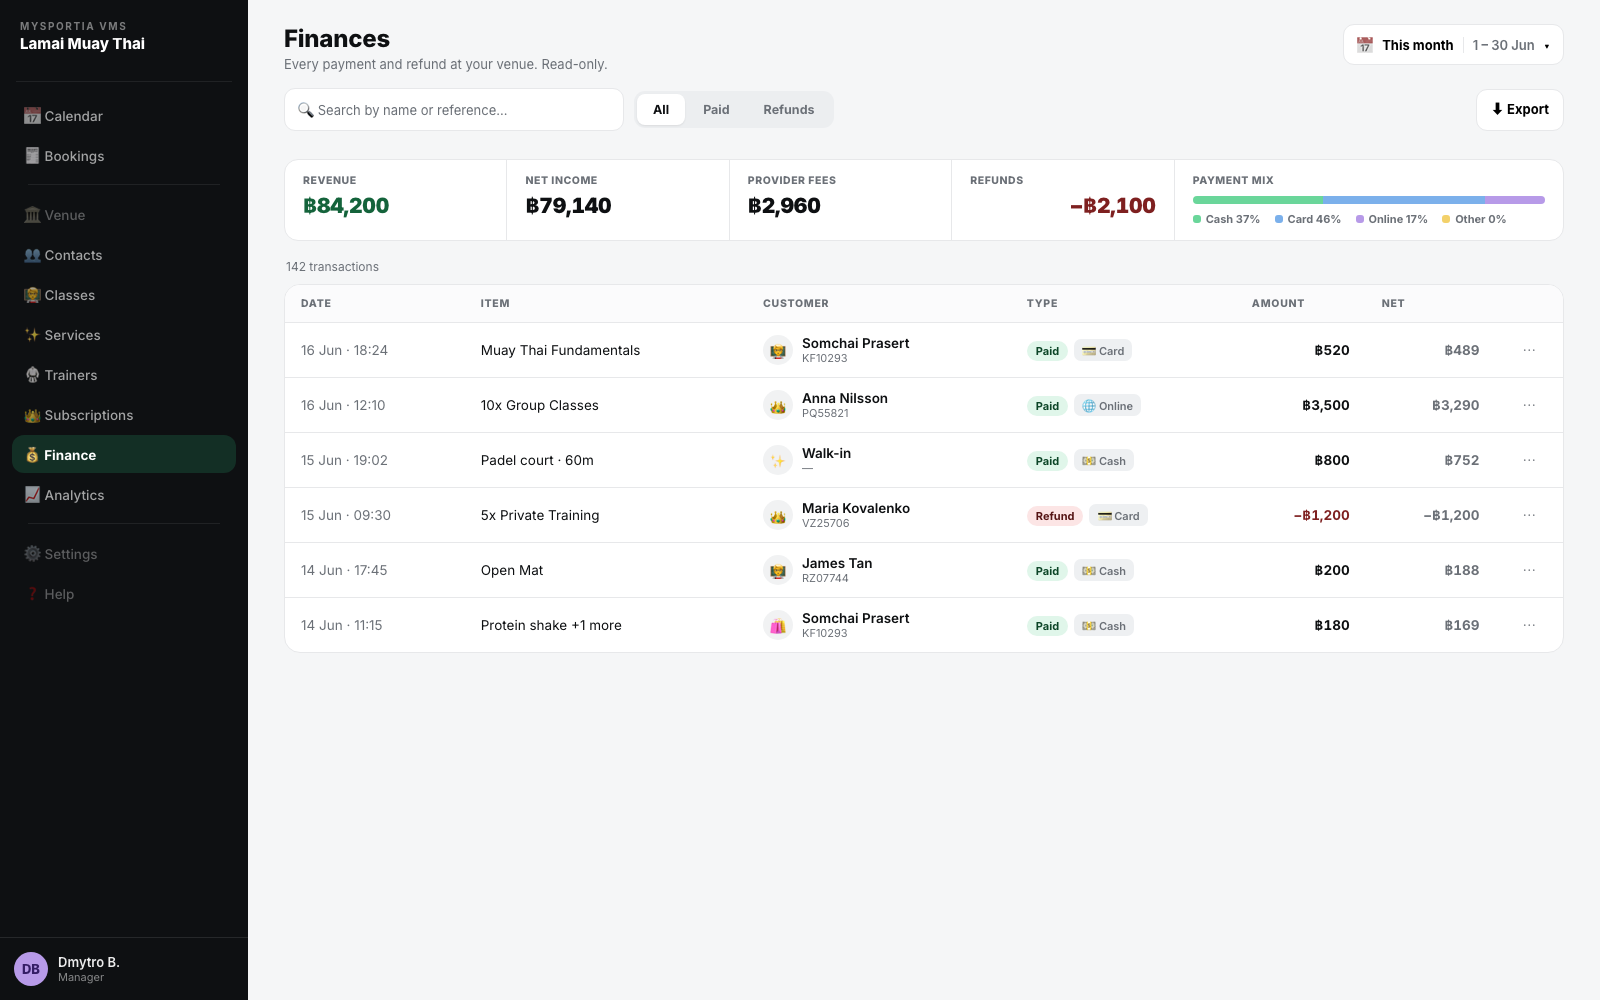 MYSPORTIA VMS
Lamai Muay Thai
Calendar
Bookings
Venue
Contacts
Classes
Services
Trainers
Subscriptions
Finance
Analytics
Settings
Help
DB
Dmytro B.
Manager
Finances
Every payment and refund at your venue. Read-only.
This month 1 – 30 Jun
Search by name or reference...
All Paid Refunds
Export
REVENUE
฿84,200
NET INCOME
฿79,140
PROVIDER FEES
฿2,960
REFUNDS
−฿2,100
PAYMENT MIX
Cash 37% Card 46% Online 17% Other 0%
142 transactions
DATE ITEM CUSTOMER TYPE AMOUNT NET
16 Jun · 18:24 Muay Thai Fundamentals Somchai Prasert Paid Card ฿520 ฿489 ···
KF10293
16 Jun · 12:10 10x Group Classes Anna Nilsson Paid Online ฿3,500 ฿3,290 ···
PQ55821
15 Jun · 19:02 Padel court · 60m Walk-in Paid Cash ฿800 ฿752 ···
—
15 Jun · 09:30 5x Private Training Maria Kovalenko Refund Card −฿1,200 −฿1,200 ···
VZ25706
14 Jun · 17:45 Open Mat James Tan Paid Cash ฿200 ฿188 ···
RZ07744
14 Jun · 11:15 Protein shake +1 more Somchai Prasert Paid Cash ฿180 ฿169 ···
KF10293